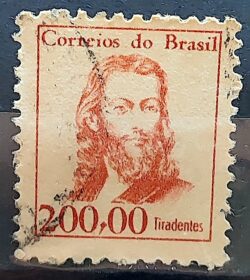 Correios do Brasil
200,00 Tiradentes